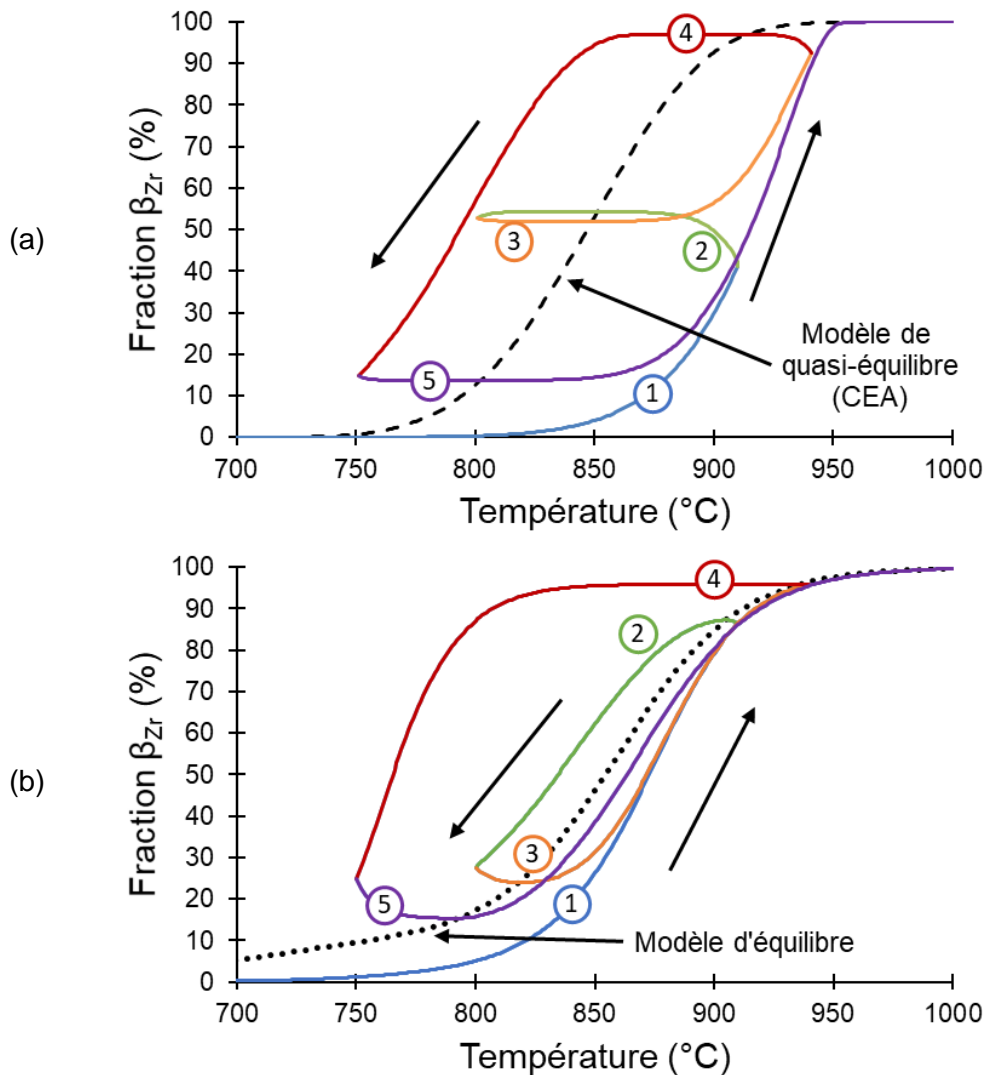 (a)
Fraction βZr (%)
100
90
80
70
60
50
40
30
20
10
0
4
3
2
5
1
Modèle de
quasi-équilibre
(CEA)
700 750 800 850 900 950 1000
Température (°C)
(b)
Fraction βZr (%)
100
90
80
70
60
50
40
30
20
10
0
4
2
3
5
1
Modèle d'équilibre
700 750 800 850 900 950 1000
Température (°C)